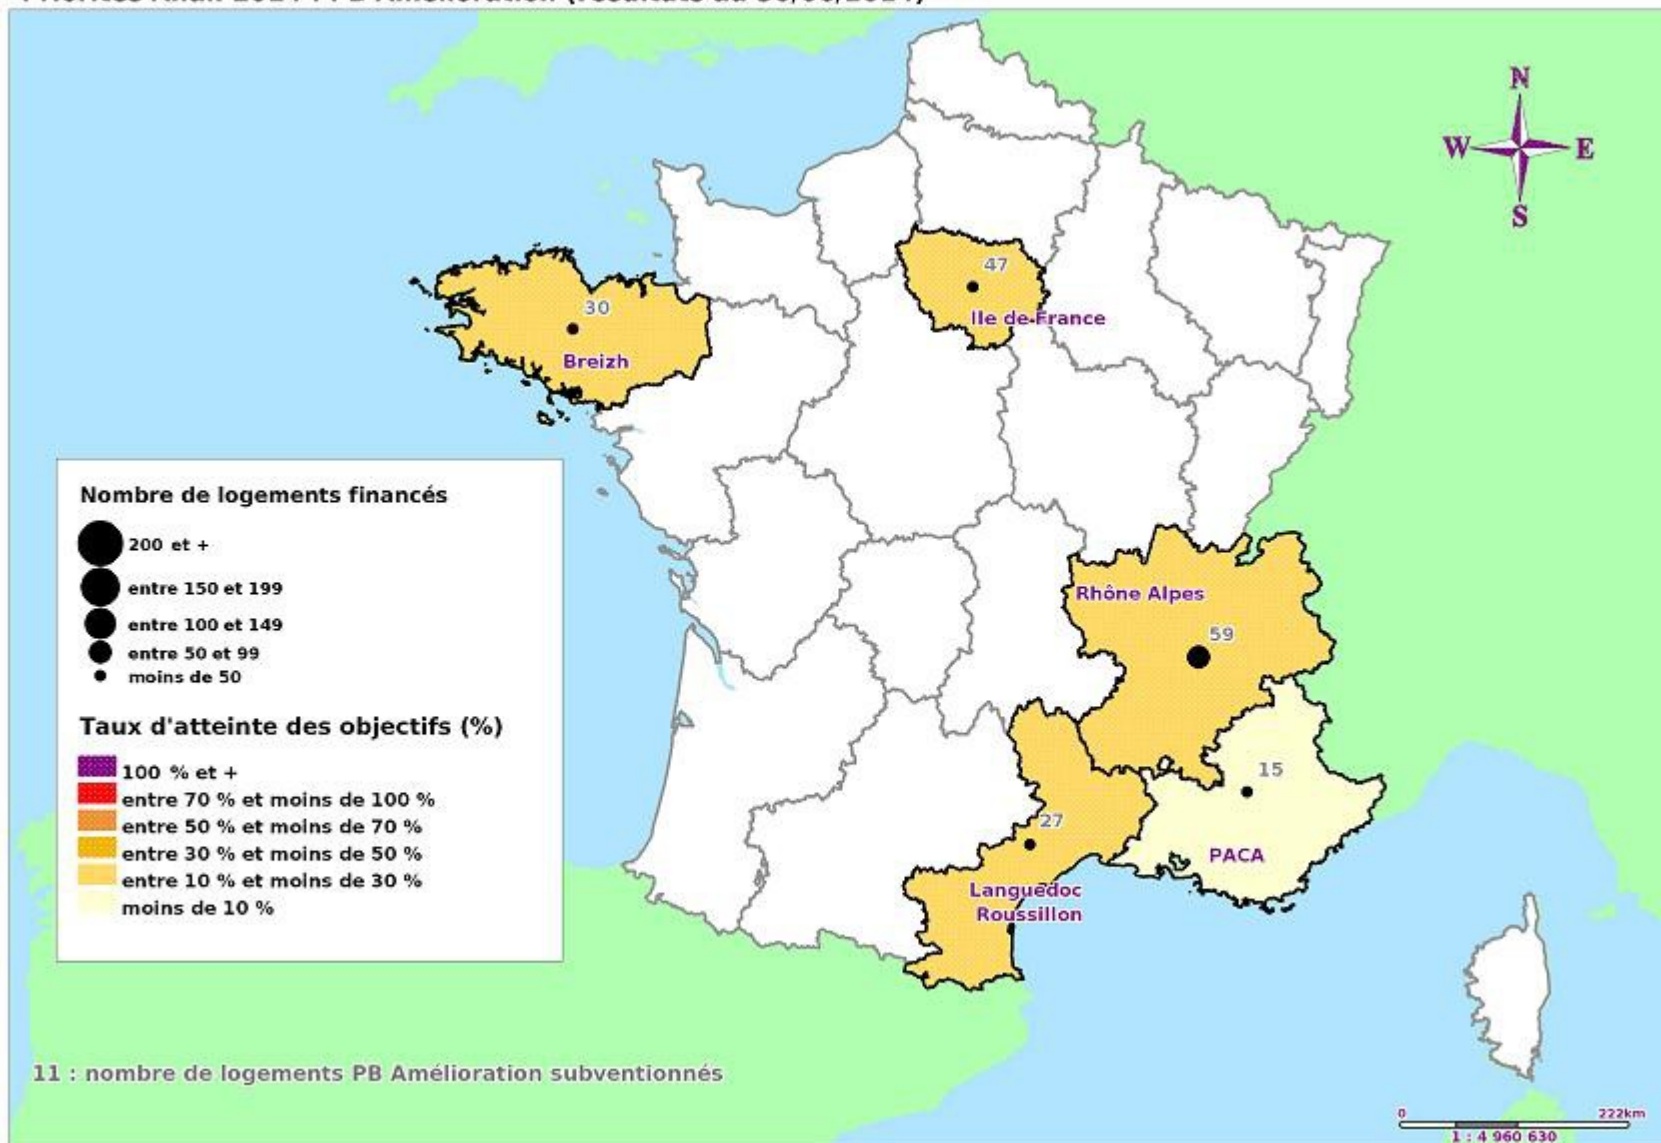 N
W E
S
47
Ile de France
30
Breizh
Nombre de logements financés
200 et +
entre 150 et 199
entre 100 et 149
entre 50 et 99
moins de 50
Taux d'atteinte des objectifs (%)
100 % et +
entre 70 % et moins de 100 %
entre 50 % et moins de 70 %
entre 30 % et moins de 50 %
entre 10 % et moins de 30 %
moins de 10 %
Rhône Alpes
59
15
27
PACA
Languedoc
Roussillon
11 : nombre de logements PB Amélioration subventionnés
0 222km
1 : 4 960 630